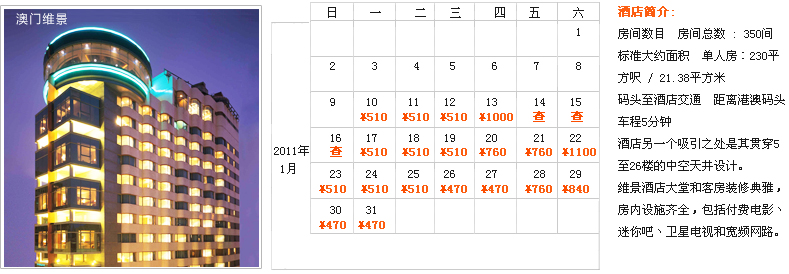 澳门维景
日 一 二 三 四 五 六
1
2 3 4 5 6 7 8
9 10 11 12 13 14 15
¥510 ¥510 ¥510 ¥1000 查 查
2011年
1月
16 17 18 19 20 21 22
查 ¥510 ¥510 ¥510 ¥760 ¥760 ¥1100
23 24 25 26 27 28 29
¥510 ¥510 ¥510 ¥470 ¥470 ¥760 ¥840
30 31
¥470 ¥470
酒店简介:
房间数目 房间总数 : 350间
标准大约面积 单人房：230平
方呎 / 21.38平方米
码头至酒店交通 距离港澳码头
车程5分钟
酒店另一个吸引之处是其贯穿5
至26楼的中空天井设计。
维景酒店大堂和客房装修典雅，
房内设施齐全，包括付费电影、
迷你吧、卫星电视和宽频网路。